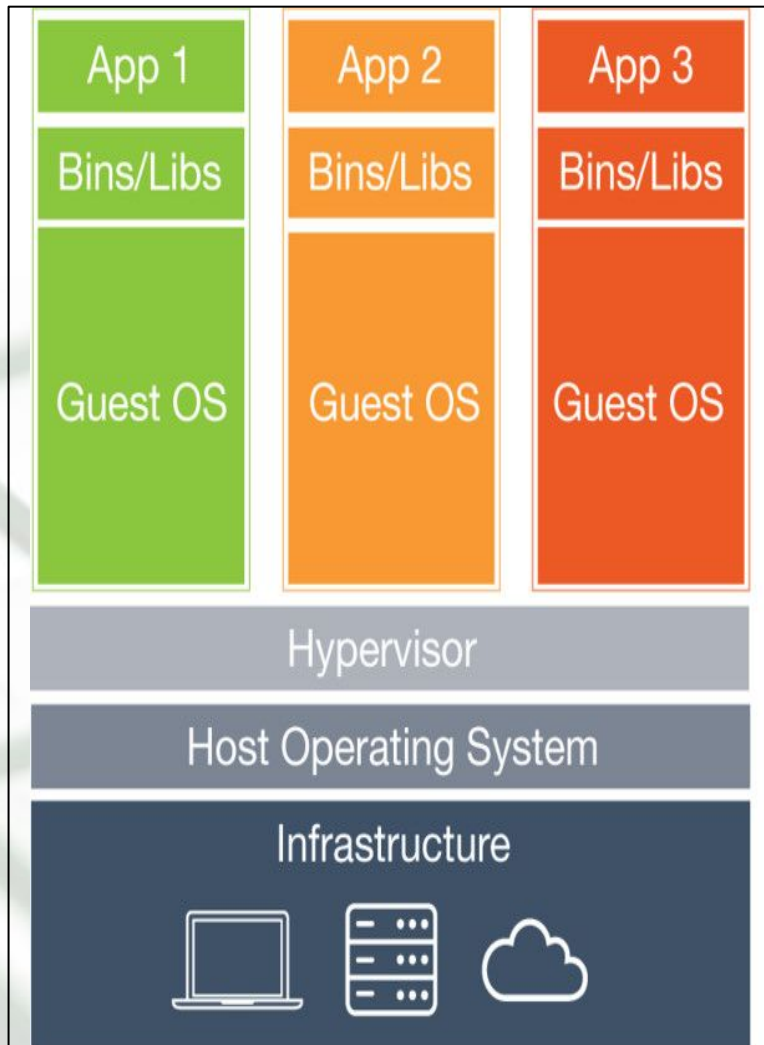 App 1
App 2
App 3
Bins/Libs
Bins/Libs
Bins/Libs
Guest OS
Guest OS
Guest OS
Hypervisor
Host Operating System
Infrastructure